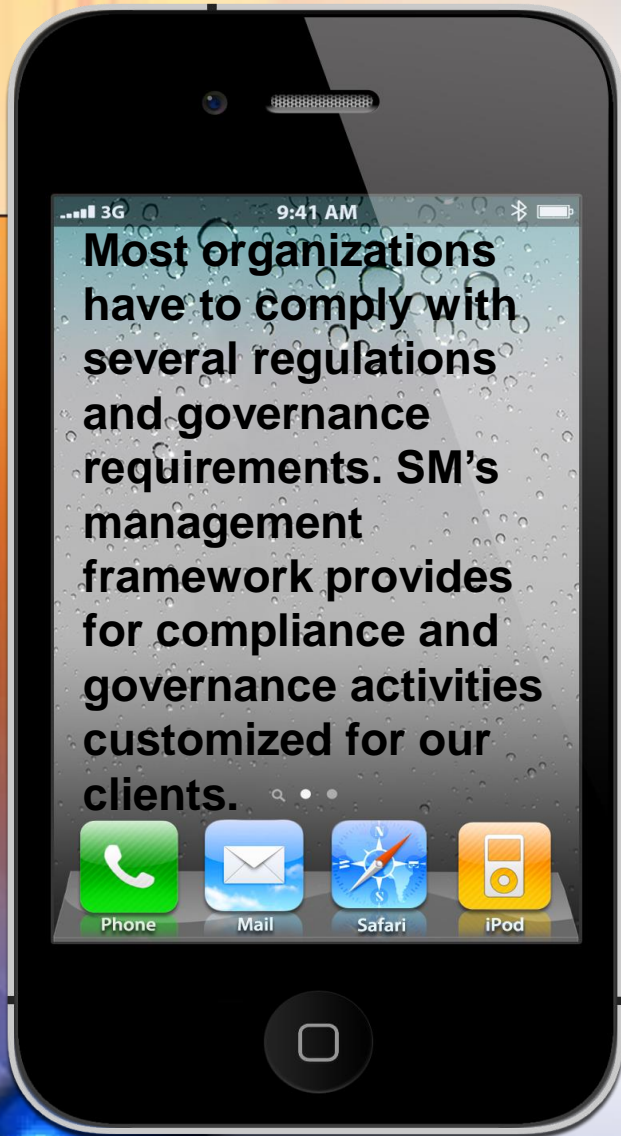 3G 9:41 AM
Most organizations
have to comply with
several regulations
and governance
requirements. SM’s
management
framework provides
for compliance and
governance activities
customized for our
clients.
Phone Mail Safari iPod